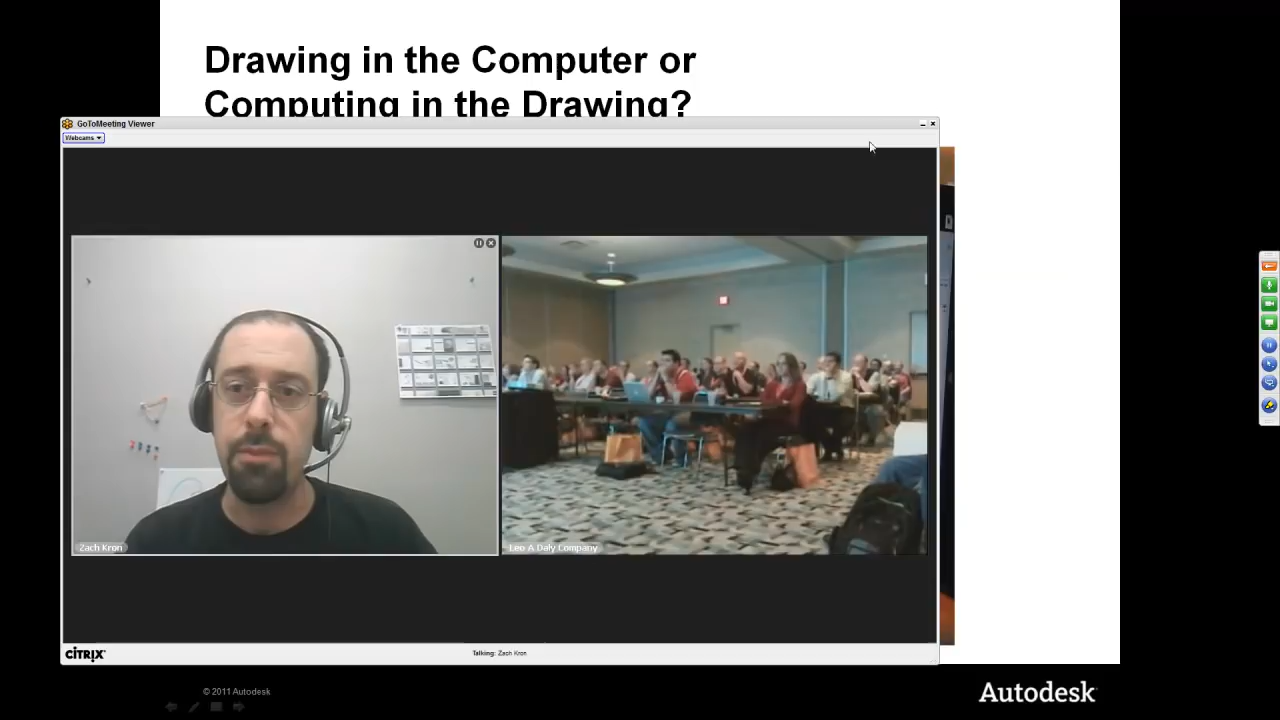 Drawing in the Computer or
Computing in the Drawing?
GoToMeeting Viewer
Webcams
Zach Kron
Leo A Daly Company
CITRIX
Talking: Zach Kron
© 2011 Autodesk
Autodesk